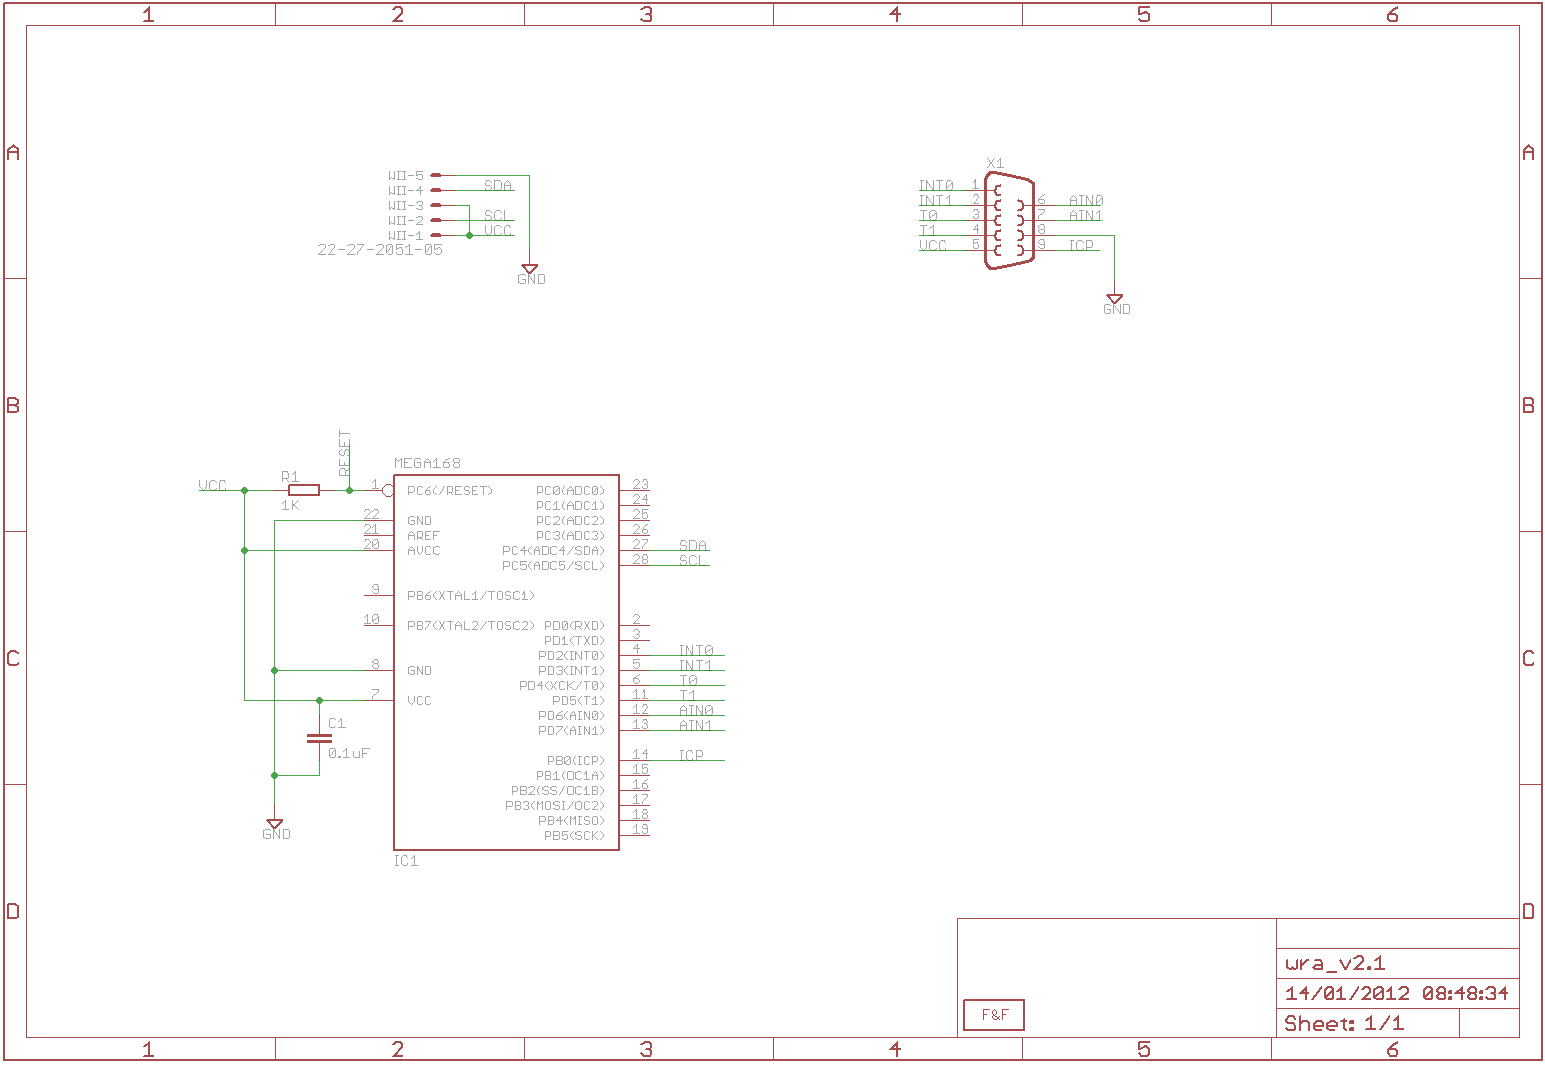 1 2 3 4 5 6
A A
B B
C C
D D
WII-5
WII-4 SDA
WII-3
WII-2 SCL
WII-1 VCC
22-27-2051-05
GND
X1
INT0 1
INT1 2 6 AIN0
T0 3 7 AIN1
T1 4 8
VCC 5 9 ICP
GND
RESET
MEGA168
VCC R1 1 PC6(/RESET) PC0(ADC0) 23
1K PC1(ADC1) 24
22 GND PC2(ADC2) 25
21 AREF PC3(ADC3) 26
20 AVCC PC4(ADC4/SDA) 27 SDA
PC5(ADC5/SCL) 28 SCL
9 PB6(XTAL1/TOSC1)
10 PB7(XTAL2/TOSC2) PD0(RXD) 2
PD1(TXD) 3
PD2(INT0) 4 INT0
8 GND PD3(INT1) 5 INT1
PD4(XCK/T0) 6 T0
7 VCC PD5(T1) 11 T1
PD6(AIN0) 12 AIN0
C1 PD7(AIN1) 13 AIN1
0.1uF PB0(ICP) 14 ICP
PB1(OC1A) 15
PB2(SS/OC1B) 16
PB3(MOSI/OC2) 17
PB4(MISO) 18
GND PB5(SCK) 19
IC1
wra_v2.1
14/01/2012 08:48:34
F&F
Sheet: 1/1
1 2 3 4 5 6